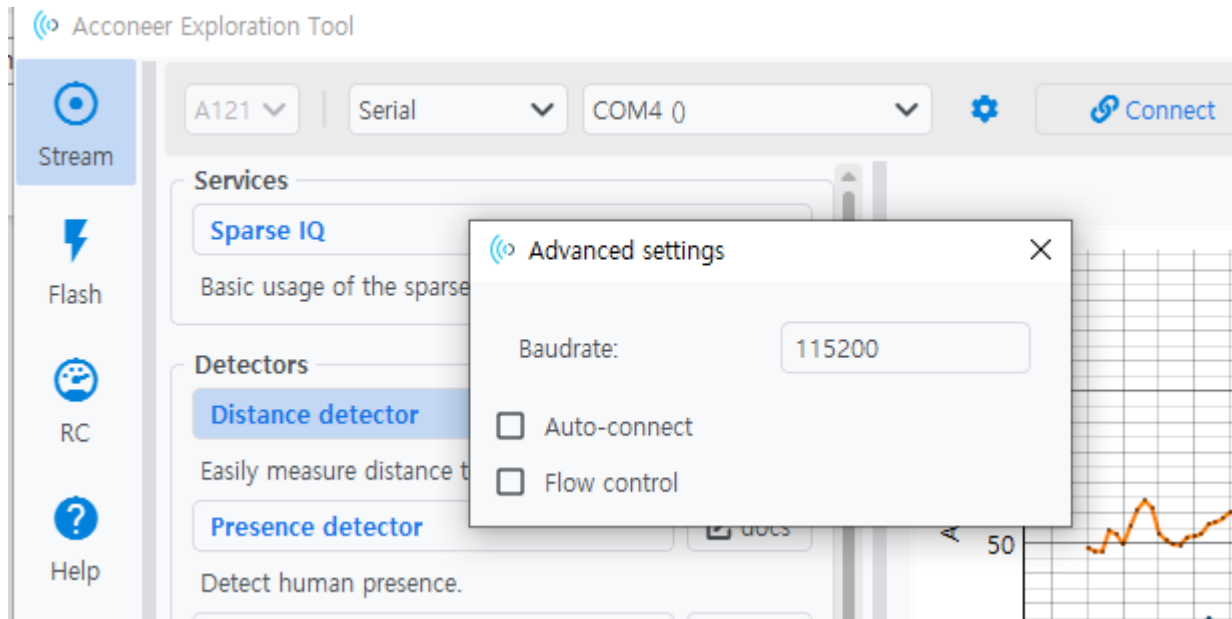 Acconeer Exploration Tool
A121
Serial
COM4 ()
Connect
Stream
Services
Sparse IQ
Advanced settings
Basic usage of the sparse
Flash
Baudrate:
115200
Detectors
Distance detector
Auto-connect
RC
Easily measure distance t
Flow control
Presence detector
docs
50
Help
Detect human presence.